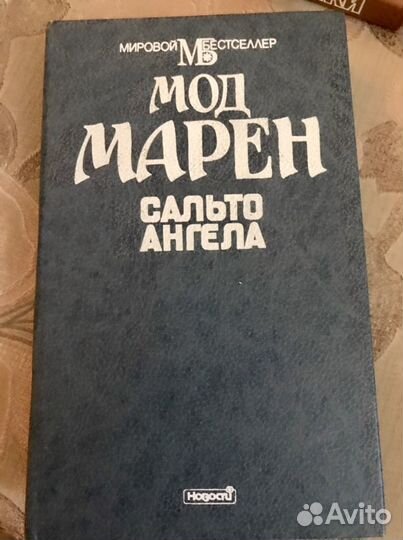 МИРОВОЙ БЕСТСЕЛЛЕР
МБ
МОД
МАРЕН
САЛЬТО
АНГЕЛА
Новости
Avito